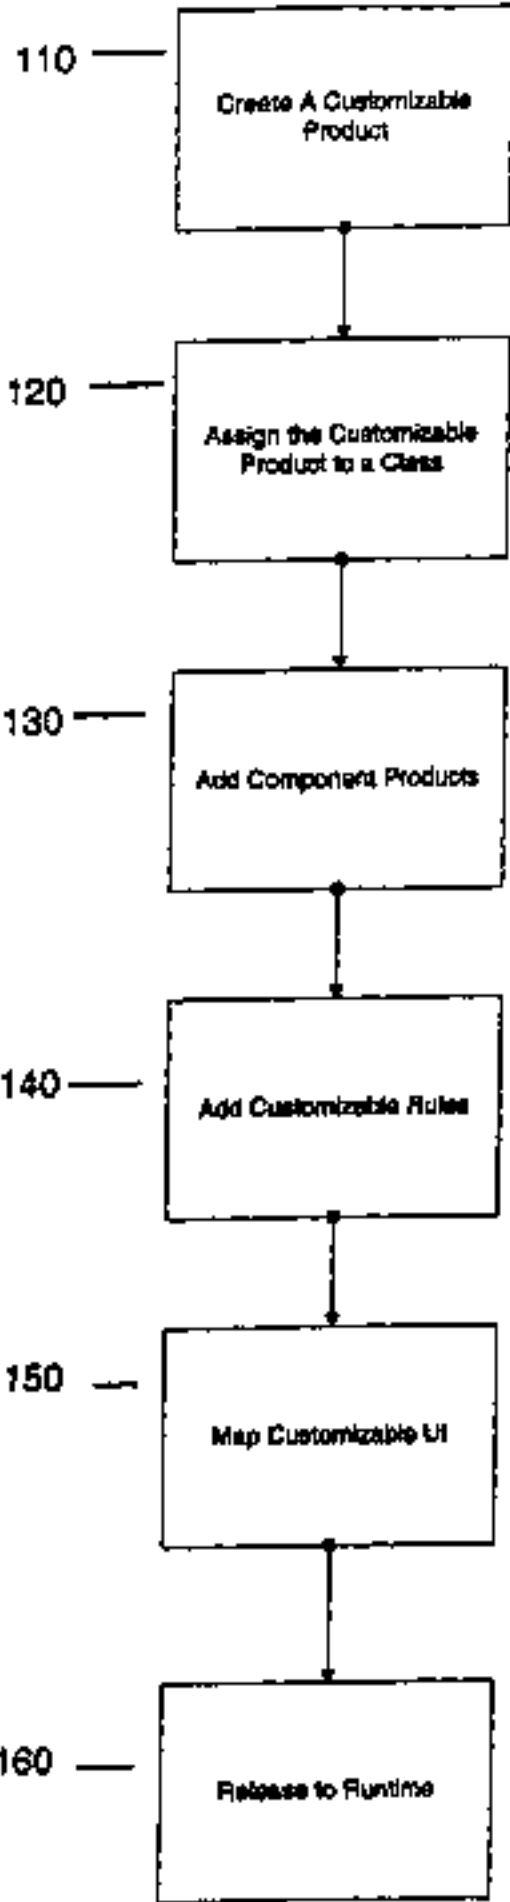 110
Create A Customizable
Product
120
Assign the Customizable
Product to a Class
130
Add Component Products
140
Add Customizable Rules
150
Map Customizable UI
160
Release to Runtime